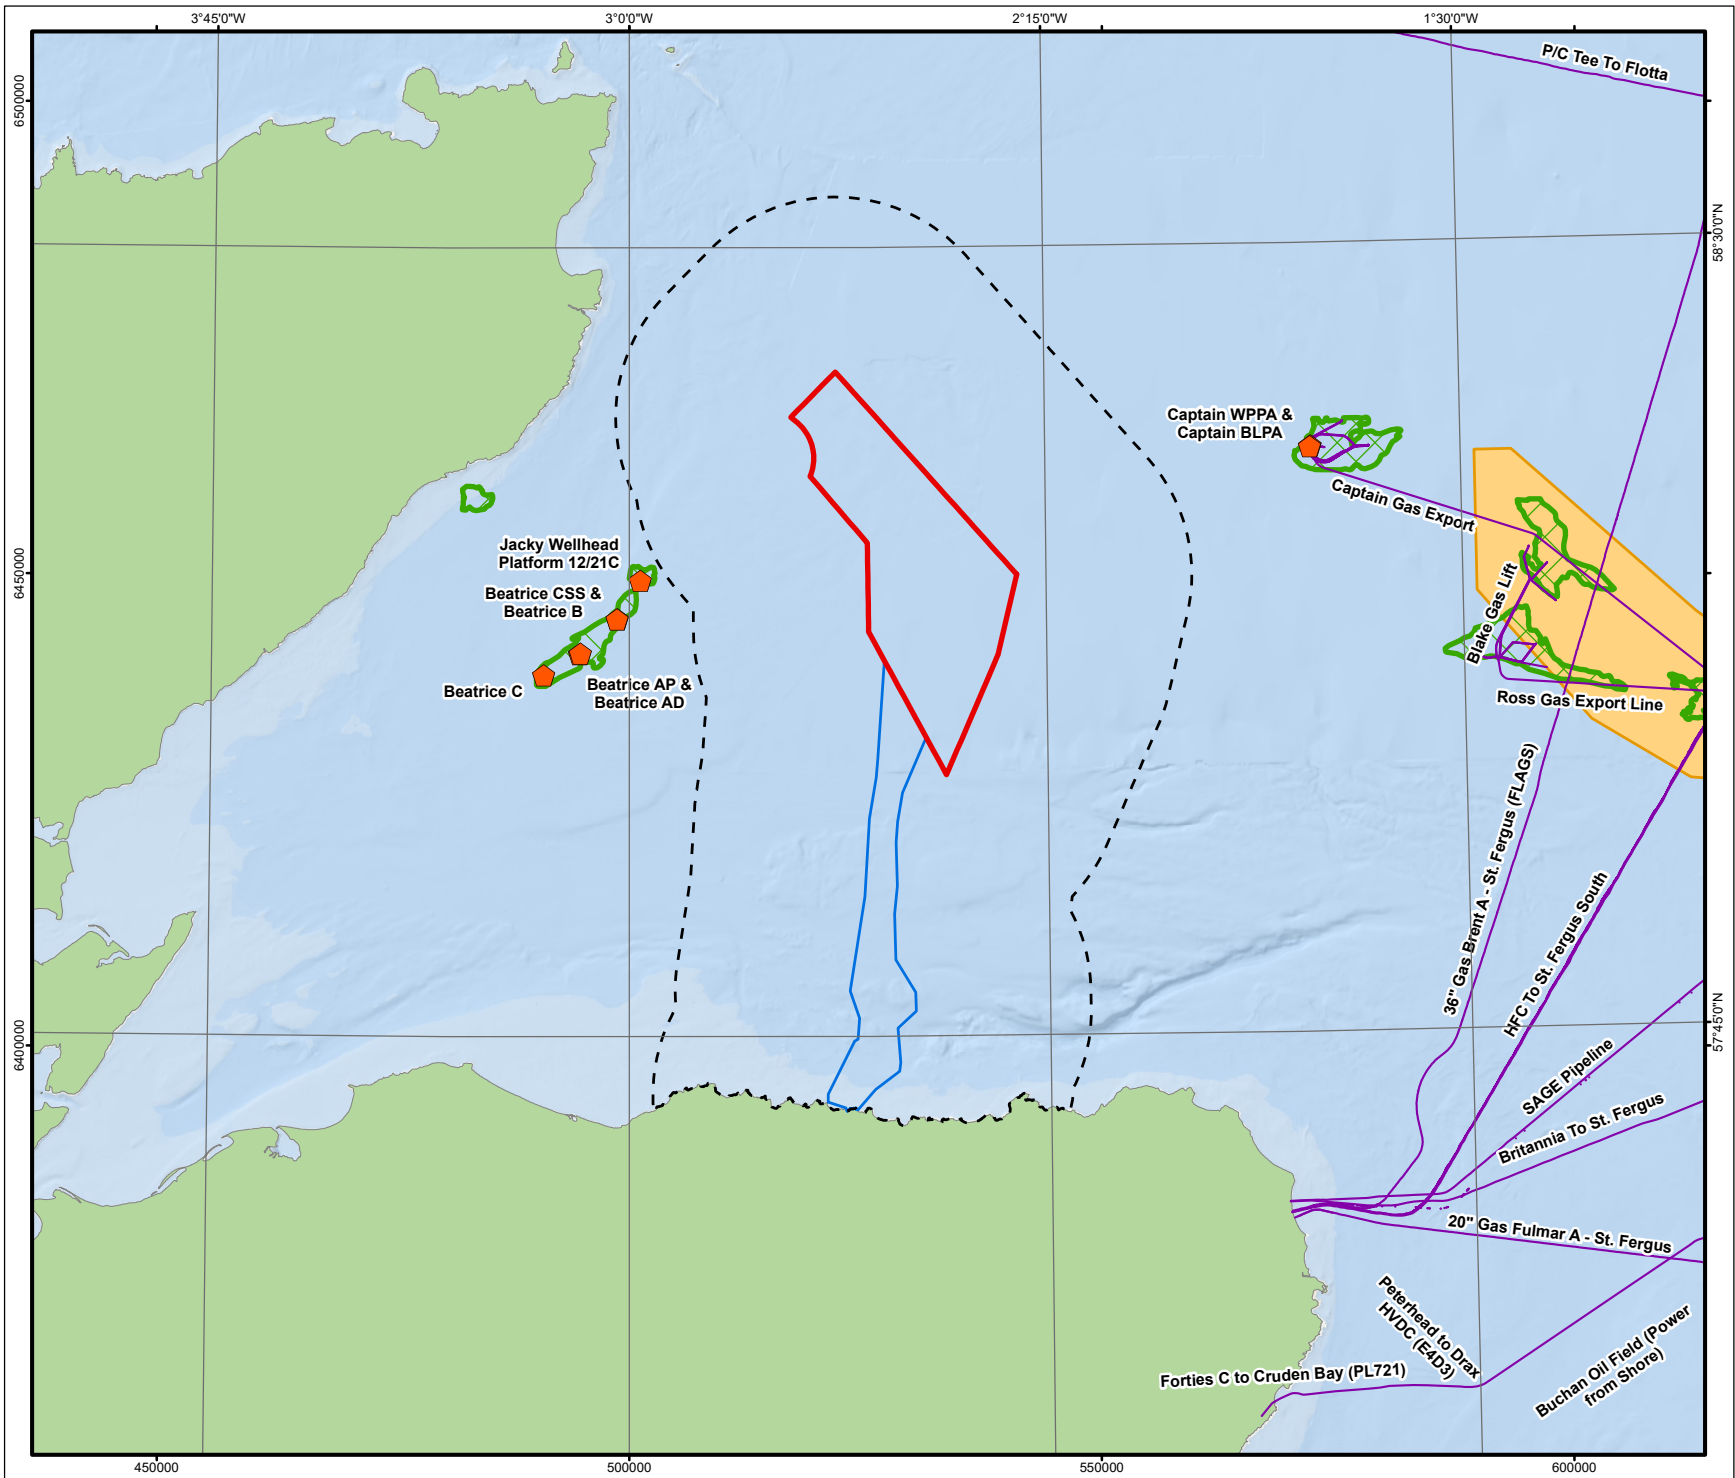 3°45'0"W
3°0'0"W
2°15'0"W
1°30'0"W
P/C Tee To Flotta
6500000
58°30'0"N
Captain WPPA &
Captain BLPA
Captain Gas Export
Jacky Wellhead
Platform 12/21C
6450000
Beatrice CSS &
Beatrice B
Blake Gas Lift
Beatrice C
Beatrice AP &
Beatrice AD
Ross Gas Export Line
36" Gas Brent A - St. Fergus (FLAGS)
HFC To St. Fergus South
6400000
57°45'0"N
SAGE Pipeline
Britannia To St. Fergus
20" Gas Fulmar A - St. Fergus
Peterhead to Drax
HVDC (E4D3)
Buchan Oil Field (Power
from Shore)
Forties C to Cruden Bay (PL721)
450000
500000
550000
600000